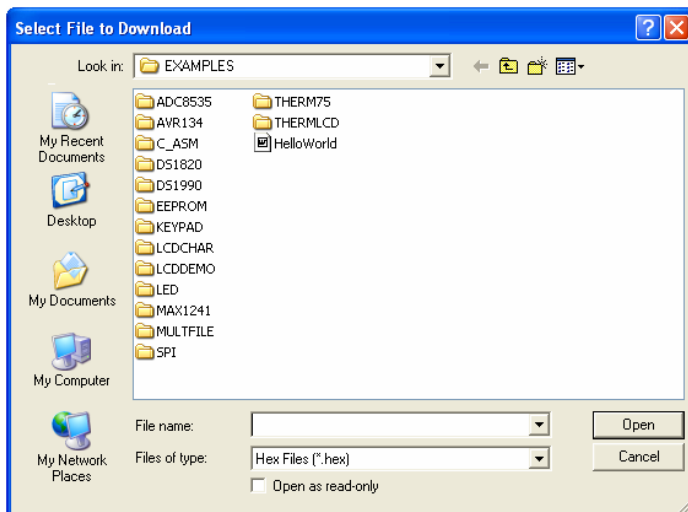 Select File to Download
Look in: EXAMPLES
My Recent
Documents
Desktop
My Documents
My Computer
My Network
Places
ADC8535
AVR134
C_ASM
DS1820
DS1990
EEPROM
KEYPAD
LCDCHAR
LCDDEMO
LED
MAX1241
MULTFILE
SPI
THERM75
THERMLCD
HelloWorld
File name:
Open
Files of type: Hex Files (*.hex)
Cancel
Open as read-only